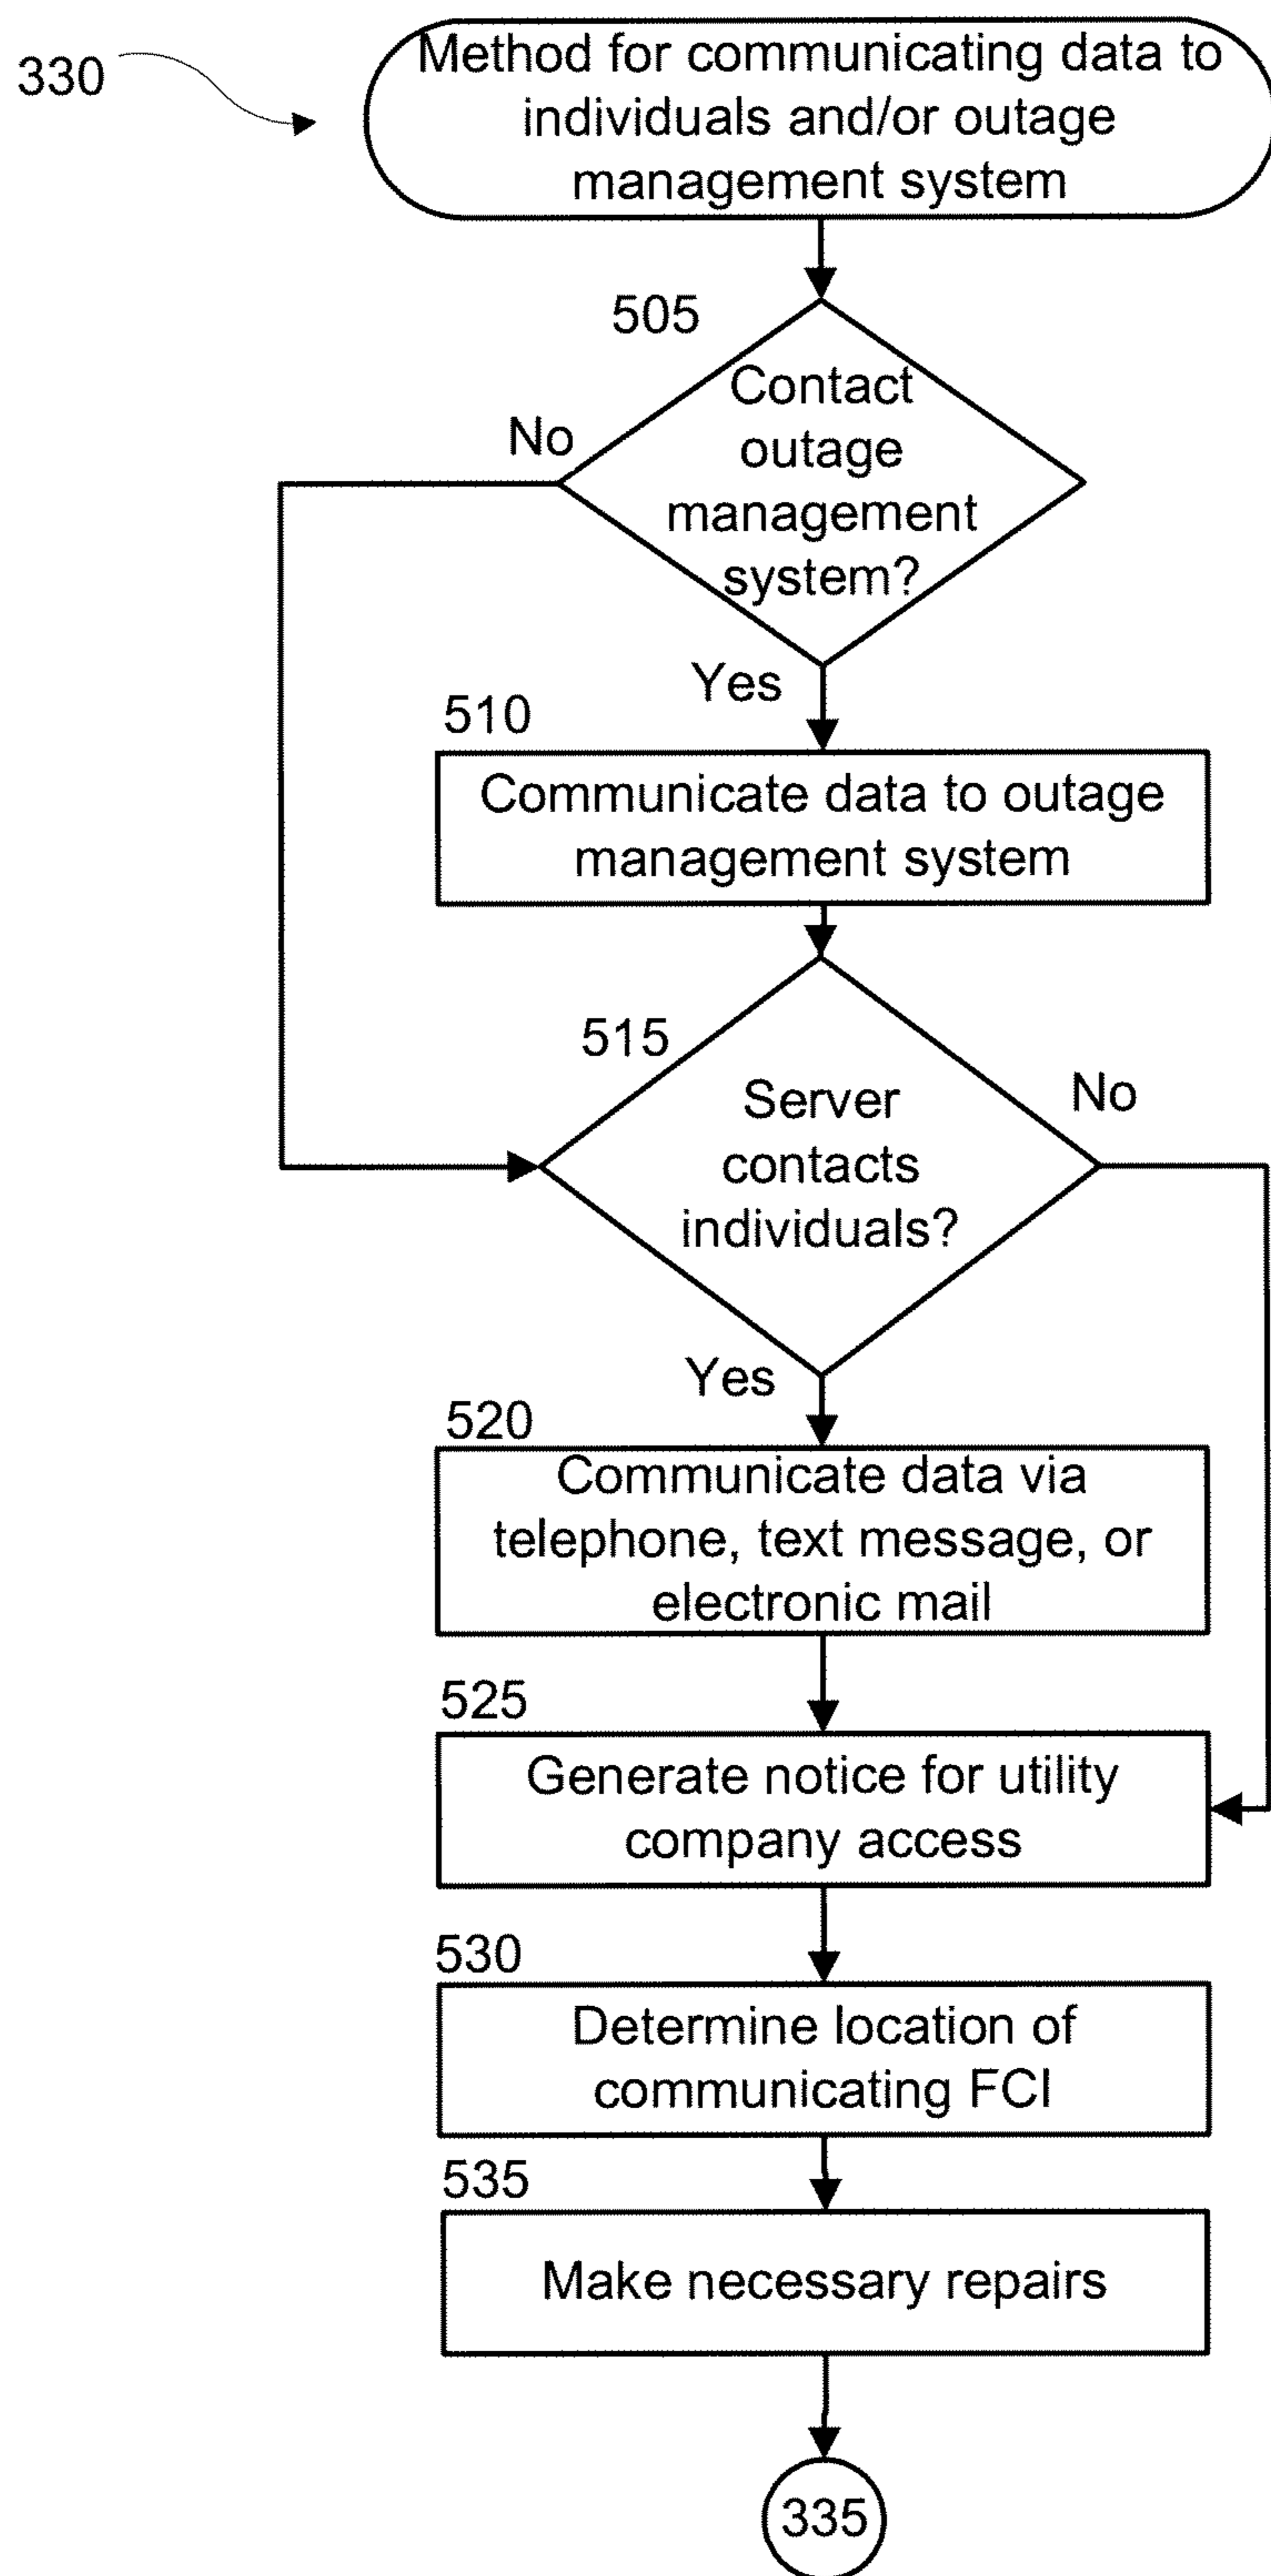 330
Method for communicating data to
individuals and/or outage
management system
505
Contact
outage
management
system?
No
Yes
510
Communicate data to outage
management system
515
Server
contacts
individuals?
No
Yes
520
Communicate data via
telephone, text message, or
electronic mail
525
Generate notice for utility
company access
530
Determine location of
communicating FCI
535
Make necessary repairs
335